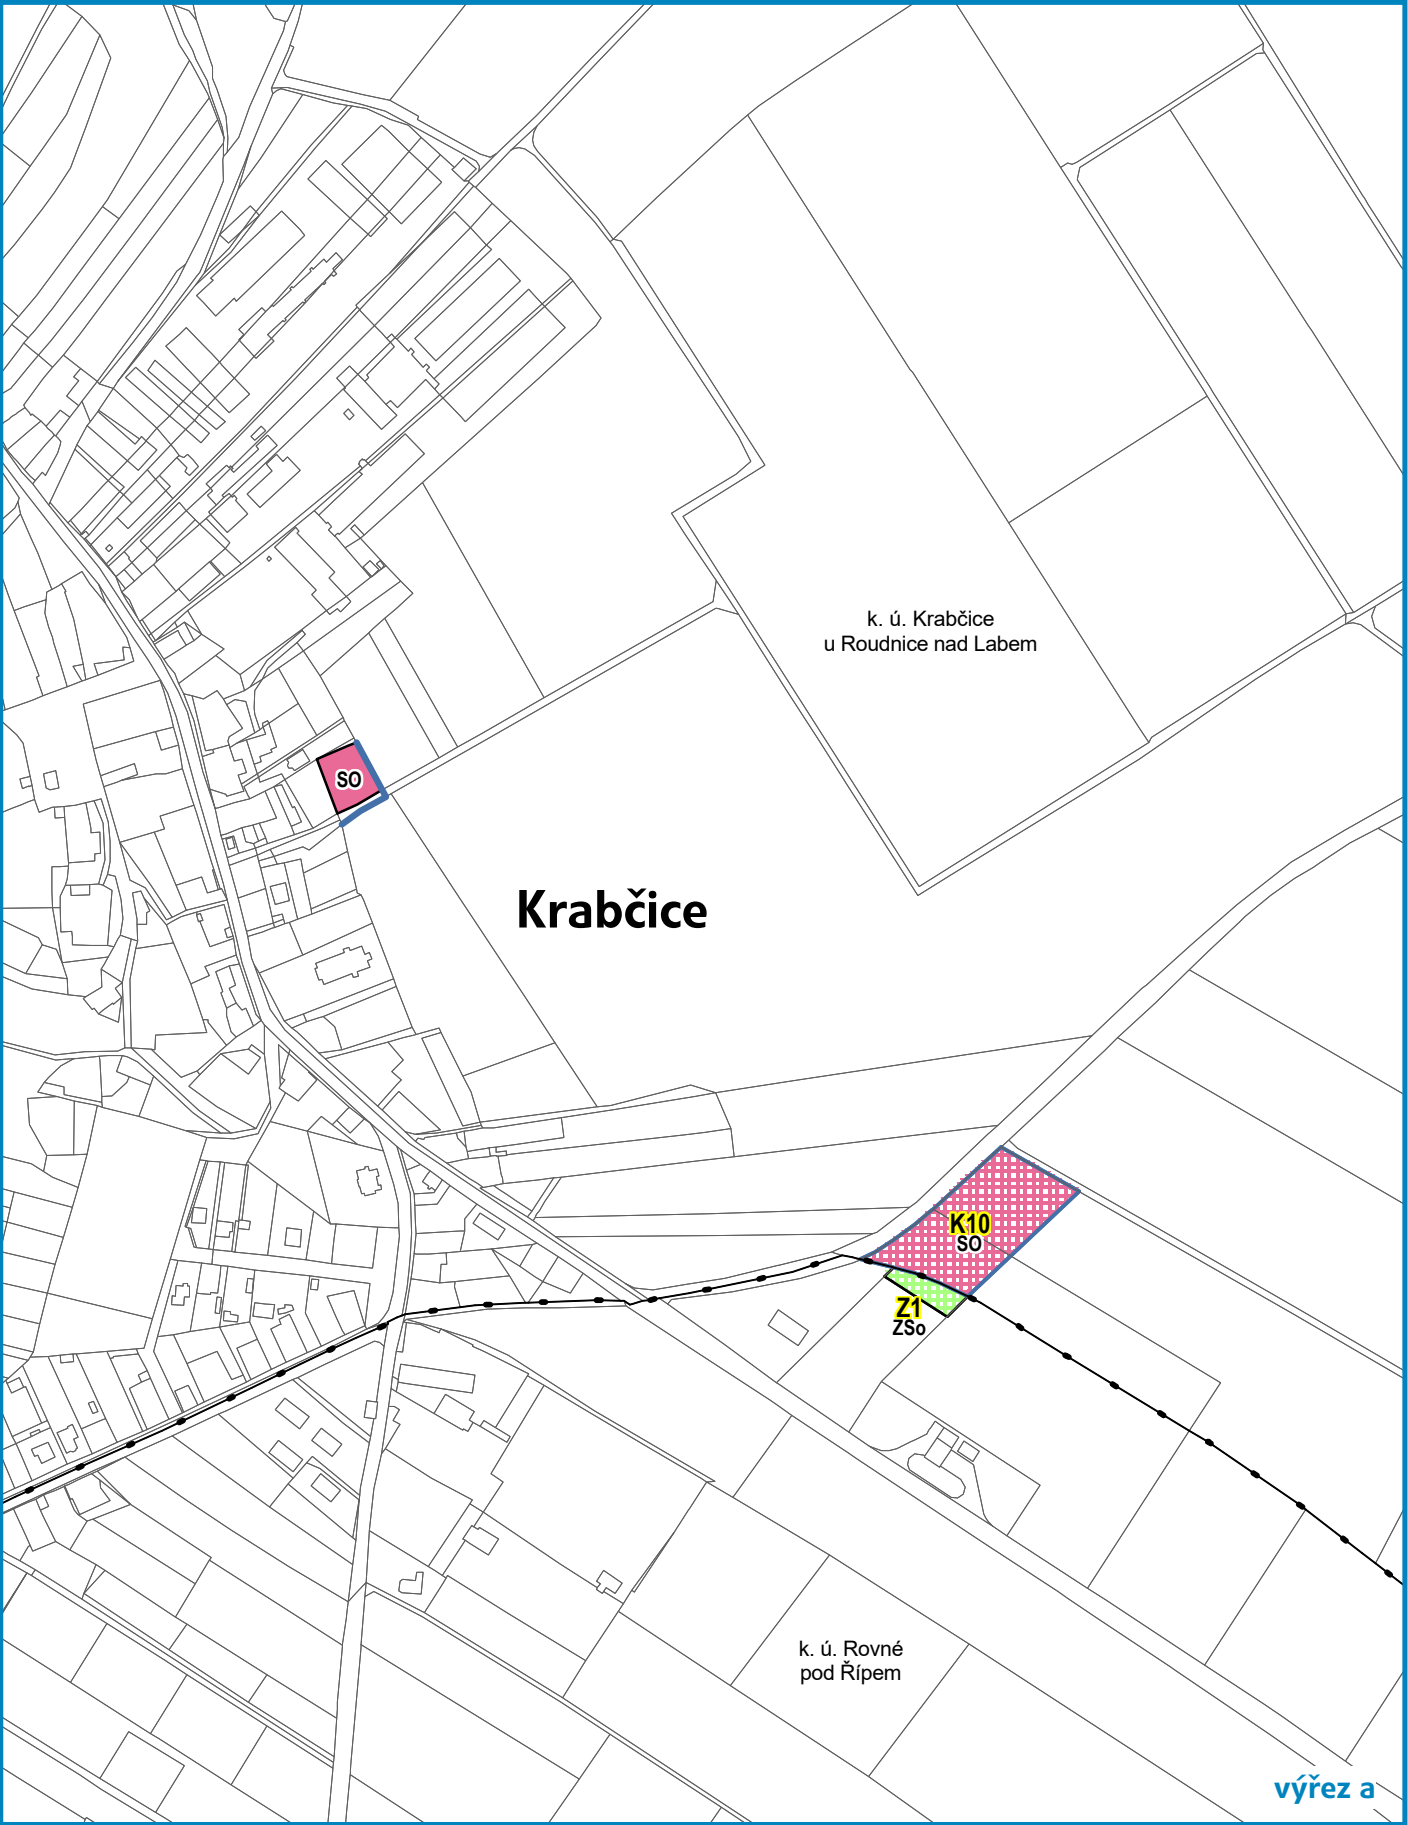 k. ú. Krabčice
u Roudnice nad Labem
SO
Krabčice
K10
SO
Z1
ZSo
k. ú. Rovné
pod Řípem
výřez a